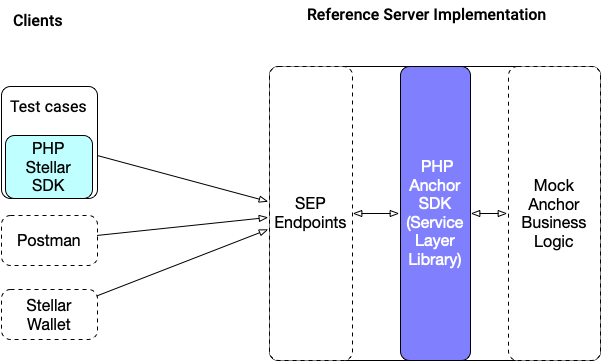 Clients
Reference Server Implementation
Test cases
PHP
Stellar
SDK
Postman
Stellar
Wallet
SEP
Endpoints
PHP
Anchor
SDK
(Service
Layer
Library)
Mock
Anchor
Business
Logic